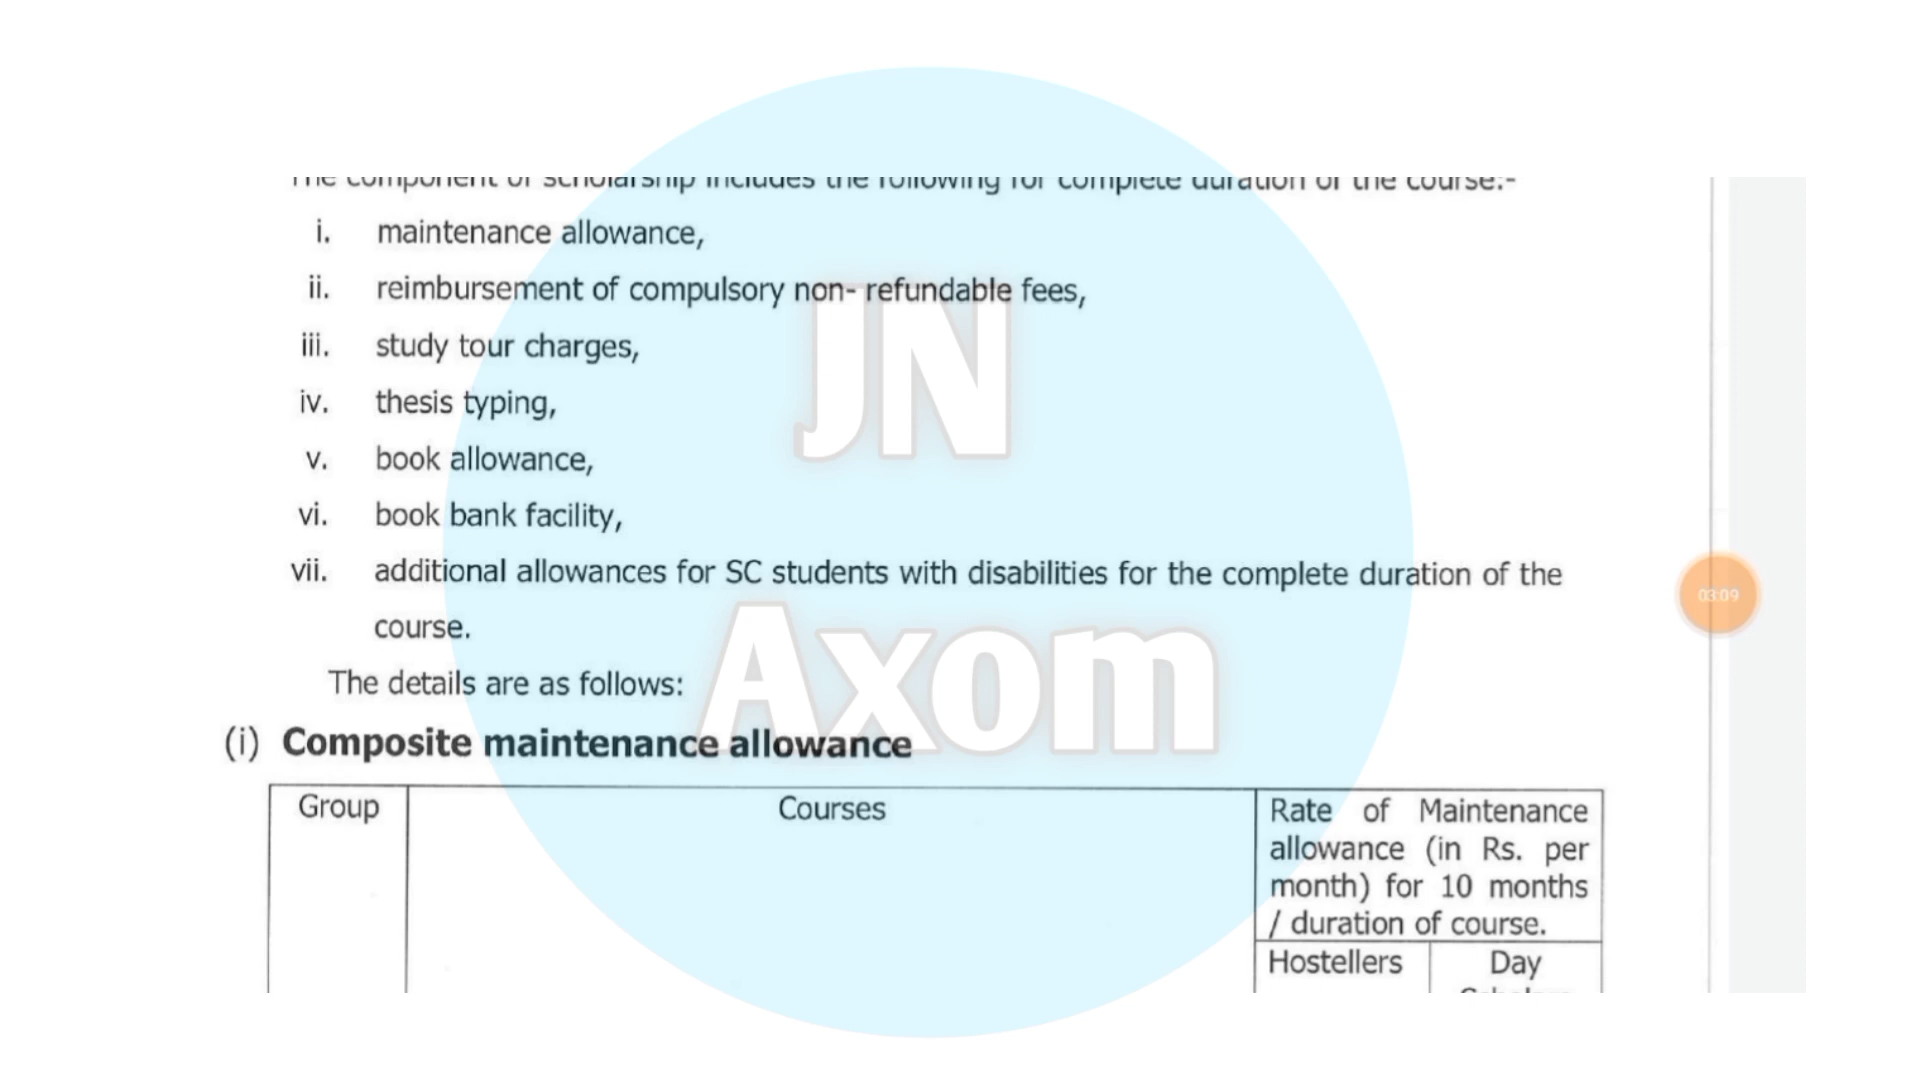 The component of scholarship includes the following for complete duration of the course:-
i. maintenance allowance,
ii. reimbursement of compulsory non- refundable fees,
iii. study tour charges,
iv. thesis typing,
v. book allowance,
vi. book bank facility,
vii. additional allowances for SC students with disabilities for the complete duration of the
course.
The details are as follows:
(i) Composite maintenance allowance
Group Courses Rate of Maintenance
allowance (in Rs. per
month) for 10 months
/ duration of course.
Hostellers Day
JN
Axom
03:09